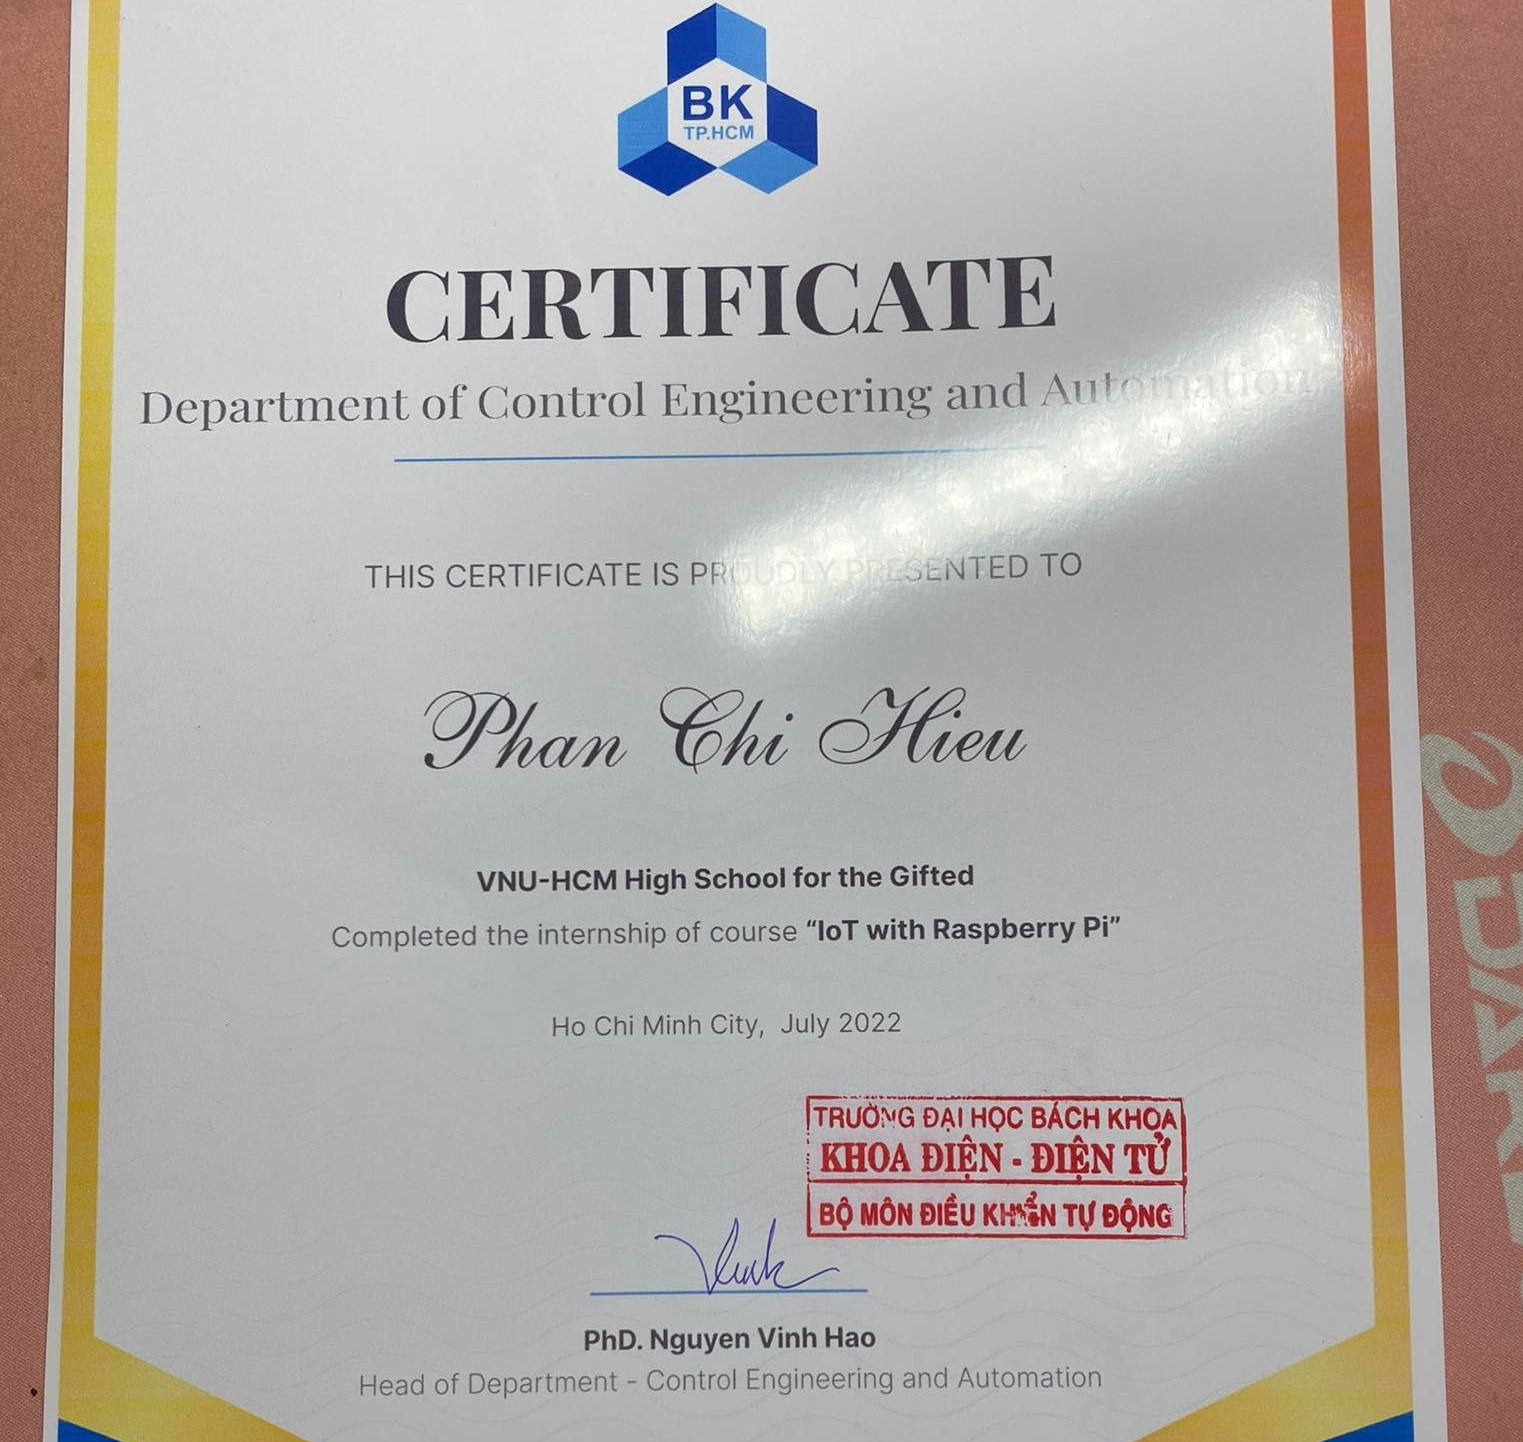 BK
TP.HCM
CERTIFICATE
Department of Control Engineering and Automation
THIS CERTIFICATE IS PROUDLY PRESENTED TO
Phan Chi Hieu
VNU-HCM High School for the Gifted
Completed the internship of course “IoT with Raspberry Pi”
Ho Chi Minh City, July 2022
TRƯỜNG ĐẠI HỌC BÁCH KHOA
KHOA ĐIỆN - ĐIỆN TỬ
BỘ MÔN ĐIỀU KHIỂN TỰ ĐỘNG
PhD. Nguyen Vinh Hao
Head of Department - Control Engineering and Automation